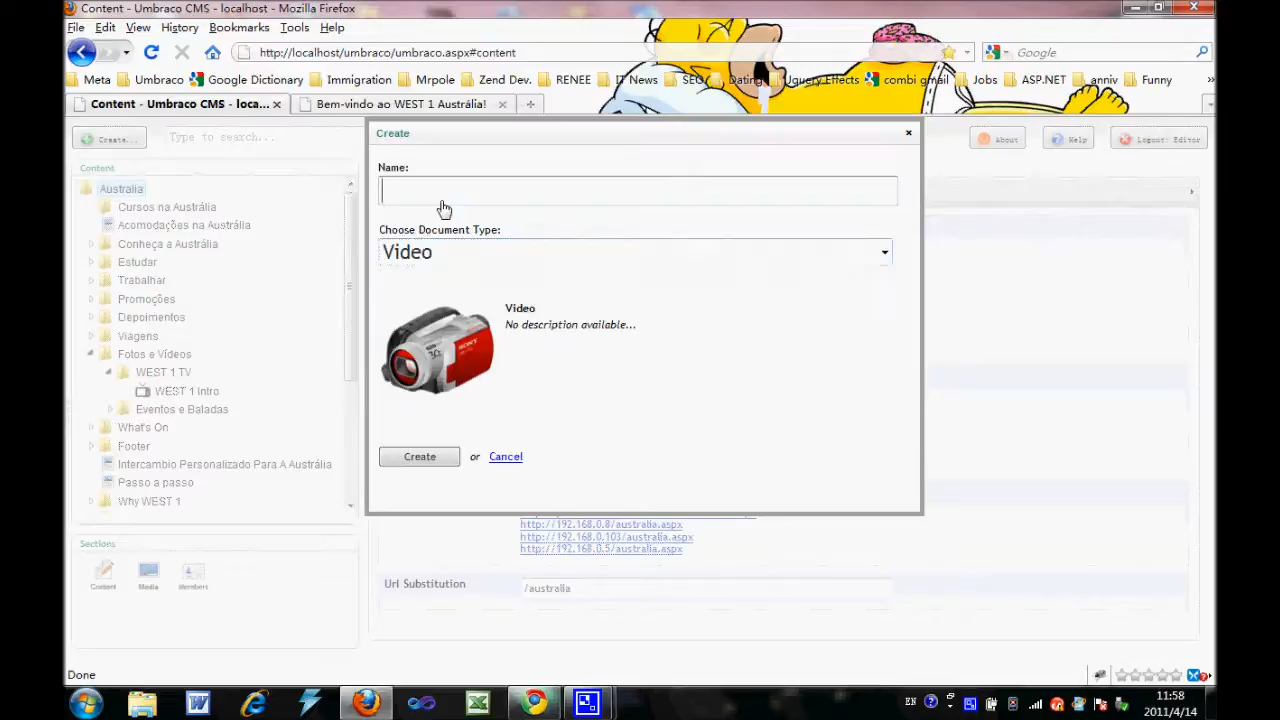 Content - Umbraco CMS - localhost - Mozilla Firefox
File Edit View History Bookmarks Tools Help
http://localhost/umbraco/umbraco.aspx#content
Google
Meta Umbraco Google Dictionary Immigration Mrpole Zend Dev. RENEE IT News SEO Dating Jquery Effects combi gmail Jobs ASP.NET anniv Funny »
Content - Umbraco CMS - loca... Bem-vindo ao WEST 1 Austrália!
Create... Type to search...
About Help Logout: Editor
Content
Australia
Cursos na Austrália
Acomodações na Austrália
Conheça a Austrália
Estudar
Trabalhar
Promoções
Depoimentos
Viagens
Fotos e Vídeos
WEST 1 TV
WEST 1 Intro
Eventos e Baladas
What's On
Footer
Intercambio Personalizado Para A Austrália
Passo a passo
Why WEST 1
Sections
Content Media Members
Create
Name:
Choose Document Type:
Video
SONY
Video
No description available...
Create or Cancel
http://192.168.0.8/australia.aspx
http://192.168.0.103/australia.aspx
http://192.168.0.5/australia.aspx
Url Substitution /australia
Done
EN
11:58
2011/4/14